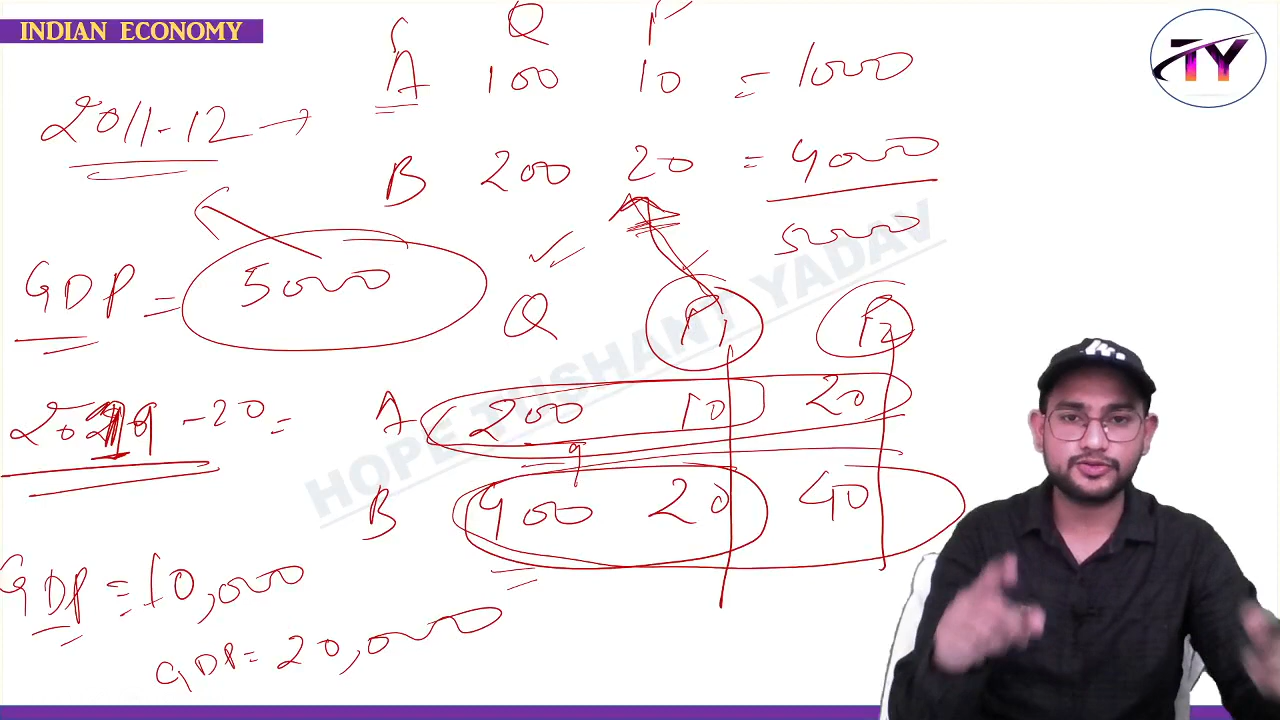 INDIAN ECONOMY
TY
Q P
A 100 10 = 1000
2011-12 →
B 200 20 = 4000
5000
GDP = 5000
Q P1 P2
2019-20 = A 200 10 20
B 400 20 40
GDP = 10,000
GDP = 20,000
HOPE TUSHANT YADAV